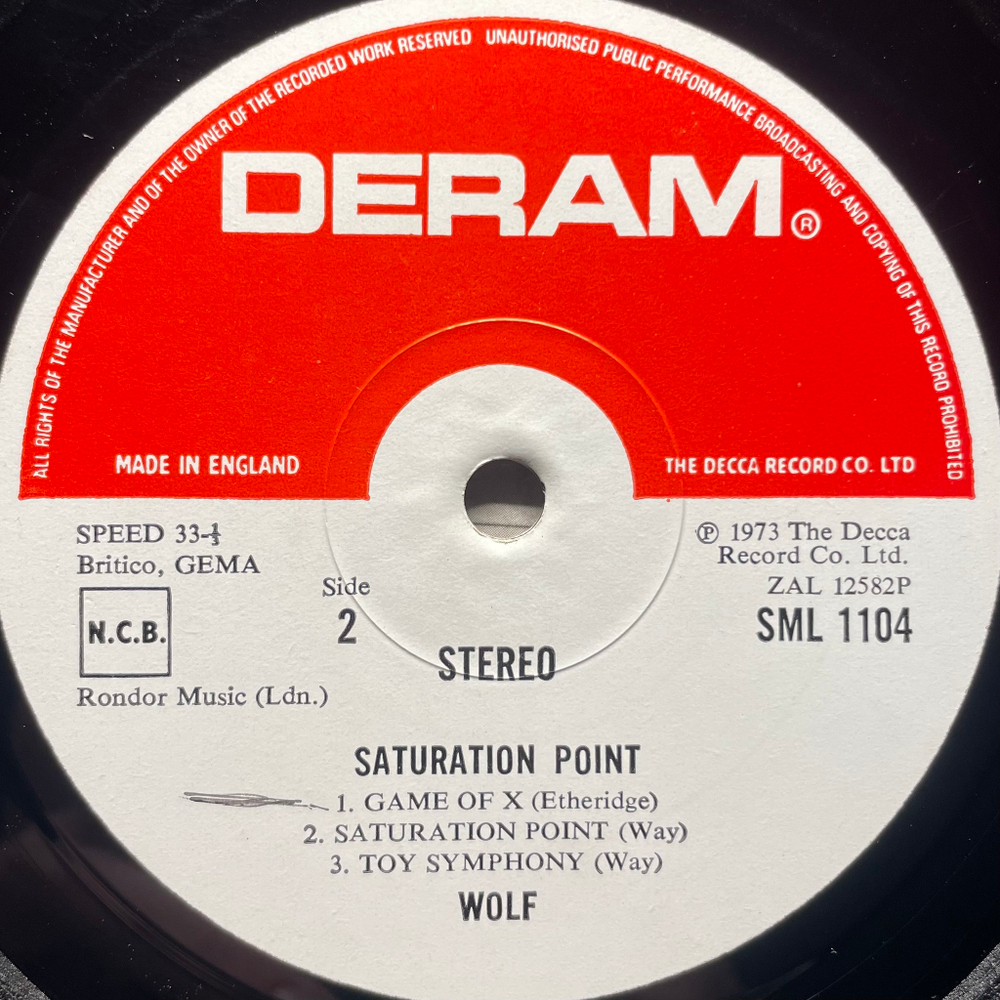 ALL RIGHTS OF THE MANUFACTURER AND OF THE OWNER OF THE RECORDED WORK RESERVED UNAUTHORISED PUBLIC PERFORMANCE BROADCASTING AND COPYING OF THIS RECORD PROHIBITED
DERAM®
MADE IN ENGLAND
THE DECCA RECORD CO. LTD
SPEED 33-⅓
Britico, GEMA
N.C.B.
Rondor Music (Ldn.)
Side
2
STEREO
℗ 1973 The Decca
Record Co. Ltd.
ZAL 12582P
SML 1104
SATURATION POINT
1. GAME OF X (Etheridge)
2. SATURATION POINT (Way)
3. TOY SYMPHONY (Way)
WOLF